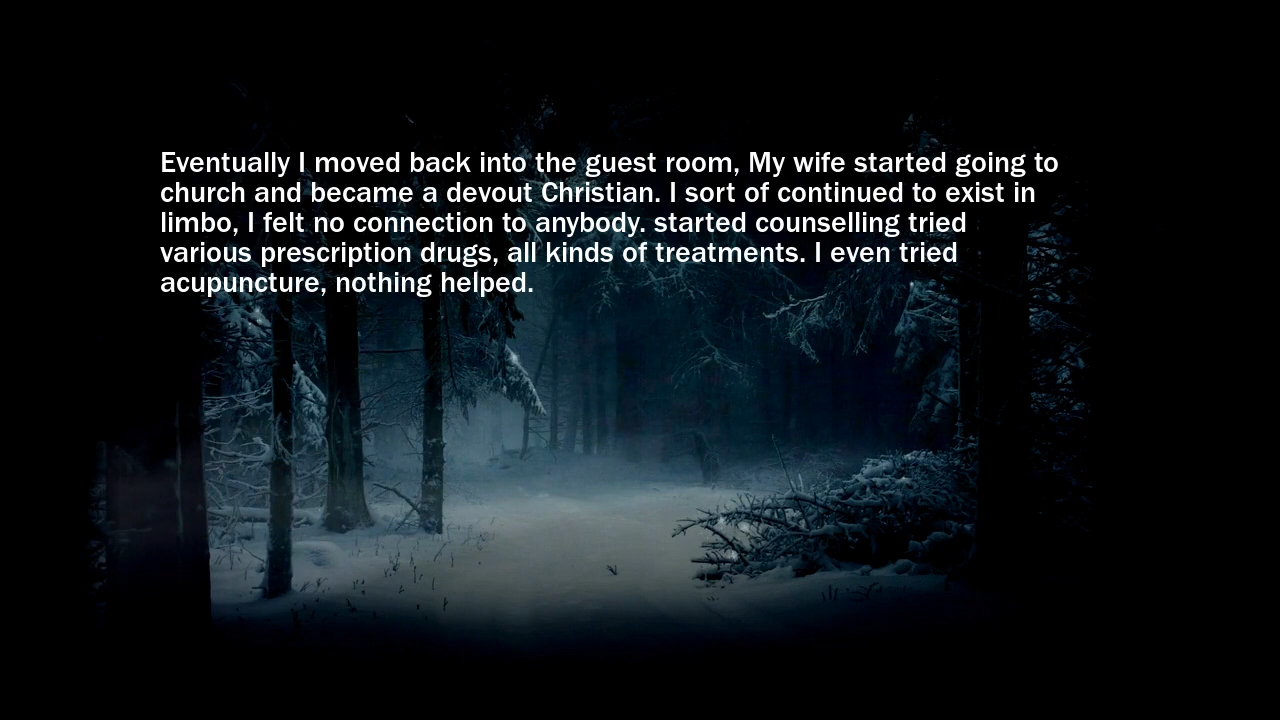 Eventually I moved back into the guest room, My wife started going to
church and became a devout Christian. I sort of continued to exist in
limbo, I felt no connection to anybody. started counselling tried
various prescription drugs, all kinds of treatments. I even tried
acupuncture, nothing helped.